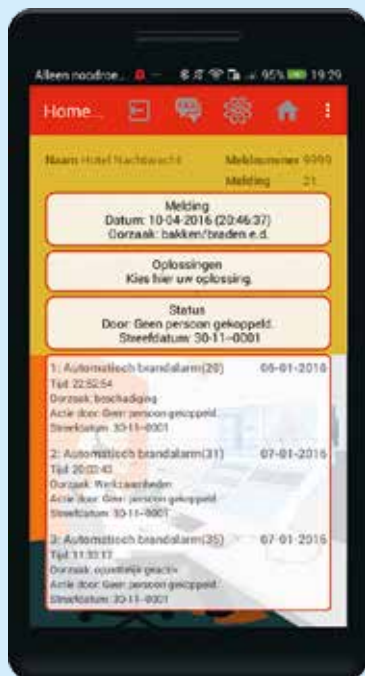 Alleen noodroe... 95% 19:29
Home...
Naam Hotel Nachtwacht Meldnummer 9999
Melding 21
Melding
Datum: 10-04-2016 (20:46:37)
Oorzaak: bakken/braden e.d.
Oplossingen
Kies hier uw oplossing.
Status
Door: Geen persoon gekoppeld.
Streefdatum: 30-11--0001
1: Automatisch brandalarm(20) 06-01-2016
Tijd: 22:52:54
Oorzaak: beschadiging
Actie door: Geen persoon gekoppeld.
Streefdatum: 30-11--0001
2: Automatisch brandalarm(31) 07-01-2016
Tijd: 20:03:43
Oorzaak: Werkzaamheden
Actie door: Geen persoon gekoppeld.
Streefdatum: 30-11--0001
3: Automatisch brandalarm(35) 07-01-2016
Tijd: 11:33:13
Oorzaak: opzettelijk geactiv
Actie door: Geen persoon gekoppeld.
Streefdatum: 30-11--0001